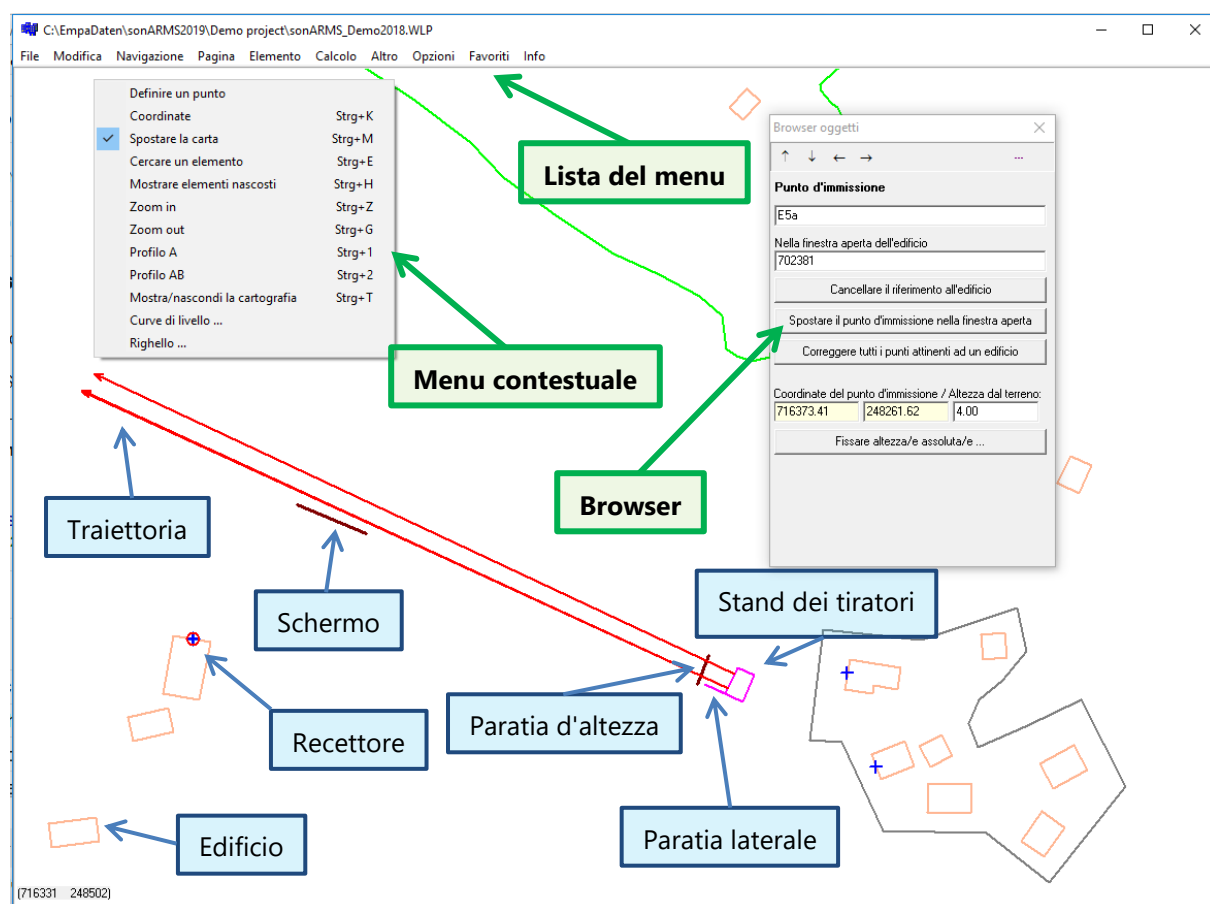 C:\EmpaDaten\sonARMS2019\Demo project\sonARMS_Demo2018.WLP
File Modifica Navigazione Pagina Elemento Calcolo Altro Opzioni Favoriti Info
Definire un punto
Coordinate Strg+K
Spostare la carta Strg+M
Cercare un elemento Strg+E
Mostrare elementi nascosti Strg+H
Zoom in Strg+Z
Zoom out Strg+G
Profilo A Strg+1
Profilo AB Strg+2
Mostra/nascondi la cartografia Strg+T
Curve di livello ...
Righello ...
Lista del menu
Menu contestuale
Browser
Browser oggetti
...
Punto d'immissione
E5a
Nella finestra aperta dell'edificio
702381
Cancellare il riferimento all'edificio
Spostare il punto d'immissione nella finestra aperta
Correggere tutti i punti attinenti ad un edificio
Coordinate del punto d'immissione / Altezza dal terreno:
716373.41 248261.62 4.00
Fissare altezza/e assoluta/e ...
Traiettoria
Schermo
Stand dei tiratori
Recettore
Paratia d'altezza
Edificio
Paratia laterale
(716331 248502)